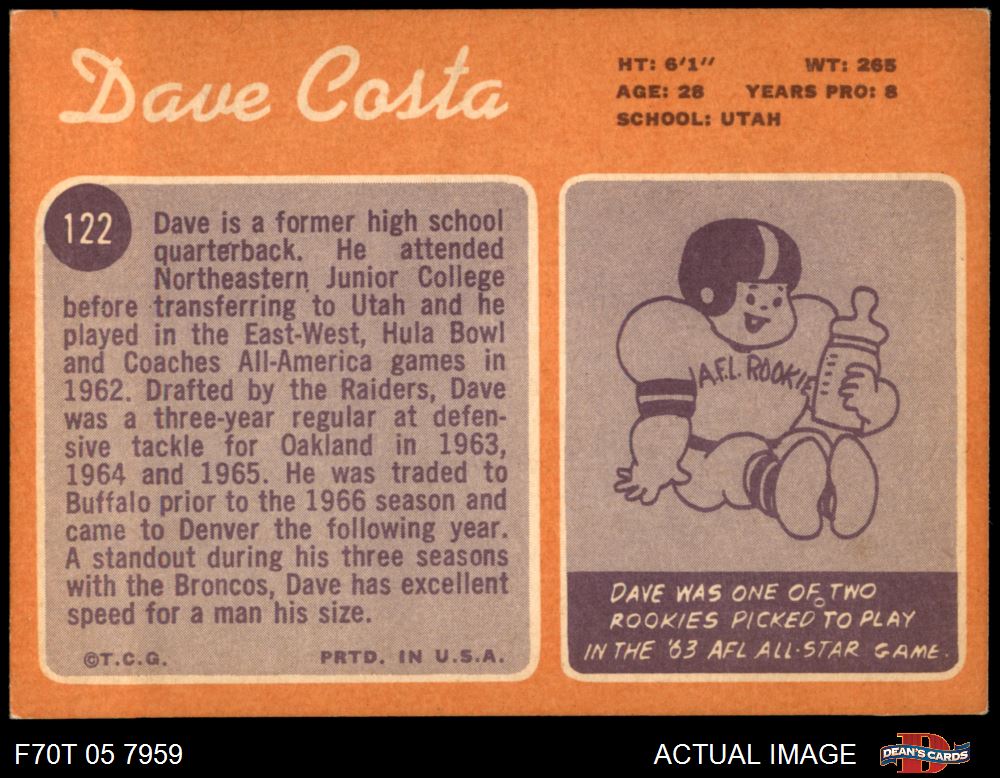 Dave Costa
HT: 6'1" WT: 265
AGE: 28 YEARS PRO: 8
SCHOOL: UTAH
122
Dave is a former high school
quarterback. He attended
Northeastern Junior College
before transferring to Utah and he
played in the East-West, Hula Bowl
and Coaches All-America games in
1962. Drafted by the Raiders, Dave
was a three-year regular at defen-
sive tackle for Oakland in 1963,
1964 and 1965. He was traded to
Buffalo prior to the 1966 season and
came to Denver the following year.
A standout during his three seasons
with the Broncos, Dave has excellent
speed for a man his size.
©T.C.G. PRTD. IN U.S.A.
A.F.L. ROOKIE
DAVE WAS ONE OF TWO
ROOKIES PICKED TO PLAY
IN THE '63 AFL ALL-STAR GAME.
F70T 05 7959
ACTUAL IMAGE
DEAN'S CARDS